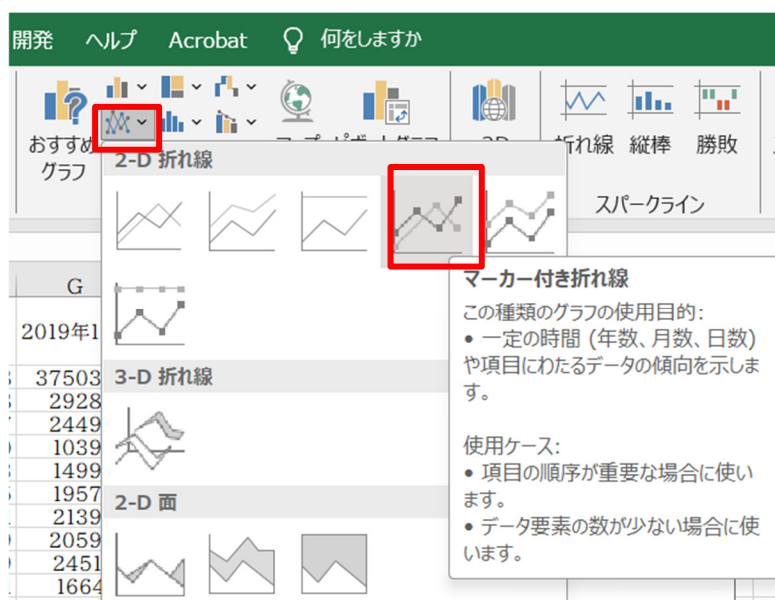 開発 ヘルプ Acrobat 何をしますか
おすすめ
グラフ
折れ線 縦棒 勝敗
スパークライン
2-D 折れ線
マーカー付き折れ線
この種類のグラフの使用目的:
• 一定の時間 (年数、月数、日数)
や項目にわたるデータの傾向を示しま
す。
使用ケース:
• 項目の順序が重要な場合に使い
ます。
• データ要素の数が少ない場合に使
います。
3-D 折れ線
2-D 面
G
2019年1
37503
2928
2449
1039
1499
1957
2139
2059
2451
1664